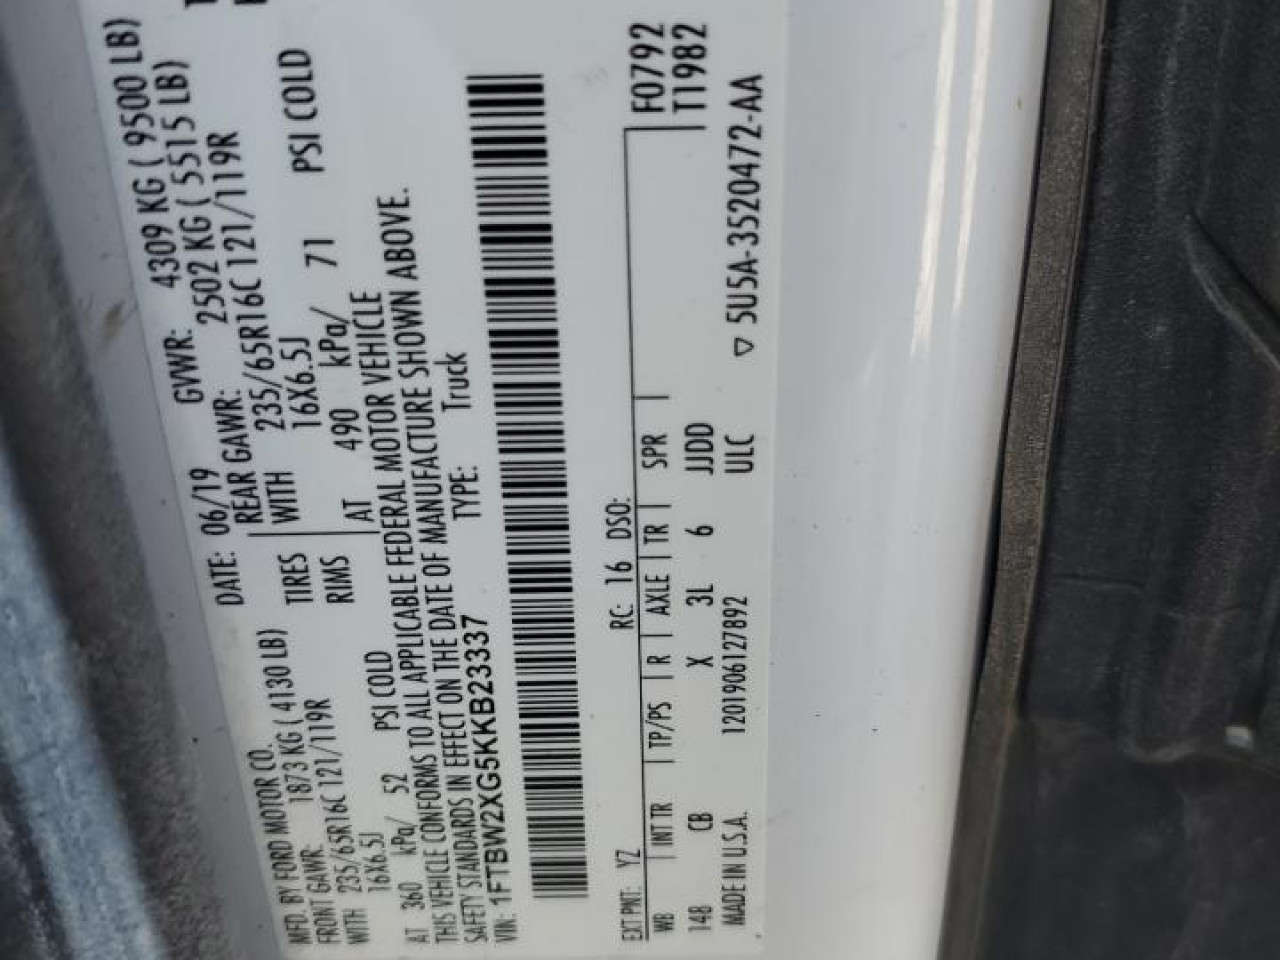 MFD. BY FORD MOTOR CO.
DATE: 06/19 GVWR: 4309 KG ( 9500 LB)
FRONT GAWR: 1873 KG ( 4130 LB)
REAR GAWR: 2502 KG ( 5515 LB)
WITH 235/65R16C 121/119R TIRES WITH 235/65R16C 121/119R
16X6.5J RIMS 16X6.5J
AT 360 kPa/ 52 PSI COLD AT 490 kPa/ 71 PSI COLD
THIS VEHICLE CONFORMS TO ALL APPLICABLE FEDERAL MOTOR VEHICLE
SAFETY STANDARDS IN EFFECT ON THE DATE OF MANUFACTURE SHOWN ABOVE.
VIN: 1FTBW2XG5KKB23337 TYPE: Truck
F0792
T1982
EXT PNT: YZ RC: 16 DSO:
WB INT TR TP/PS R AXLE TR SPR
148 CB X 3L 6 JJDD
ULC
MADE IN U.S.A. 1201906127892
▽ 5U5A-3520472-AA